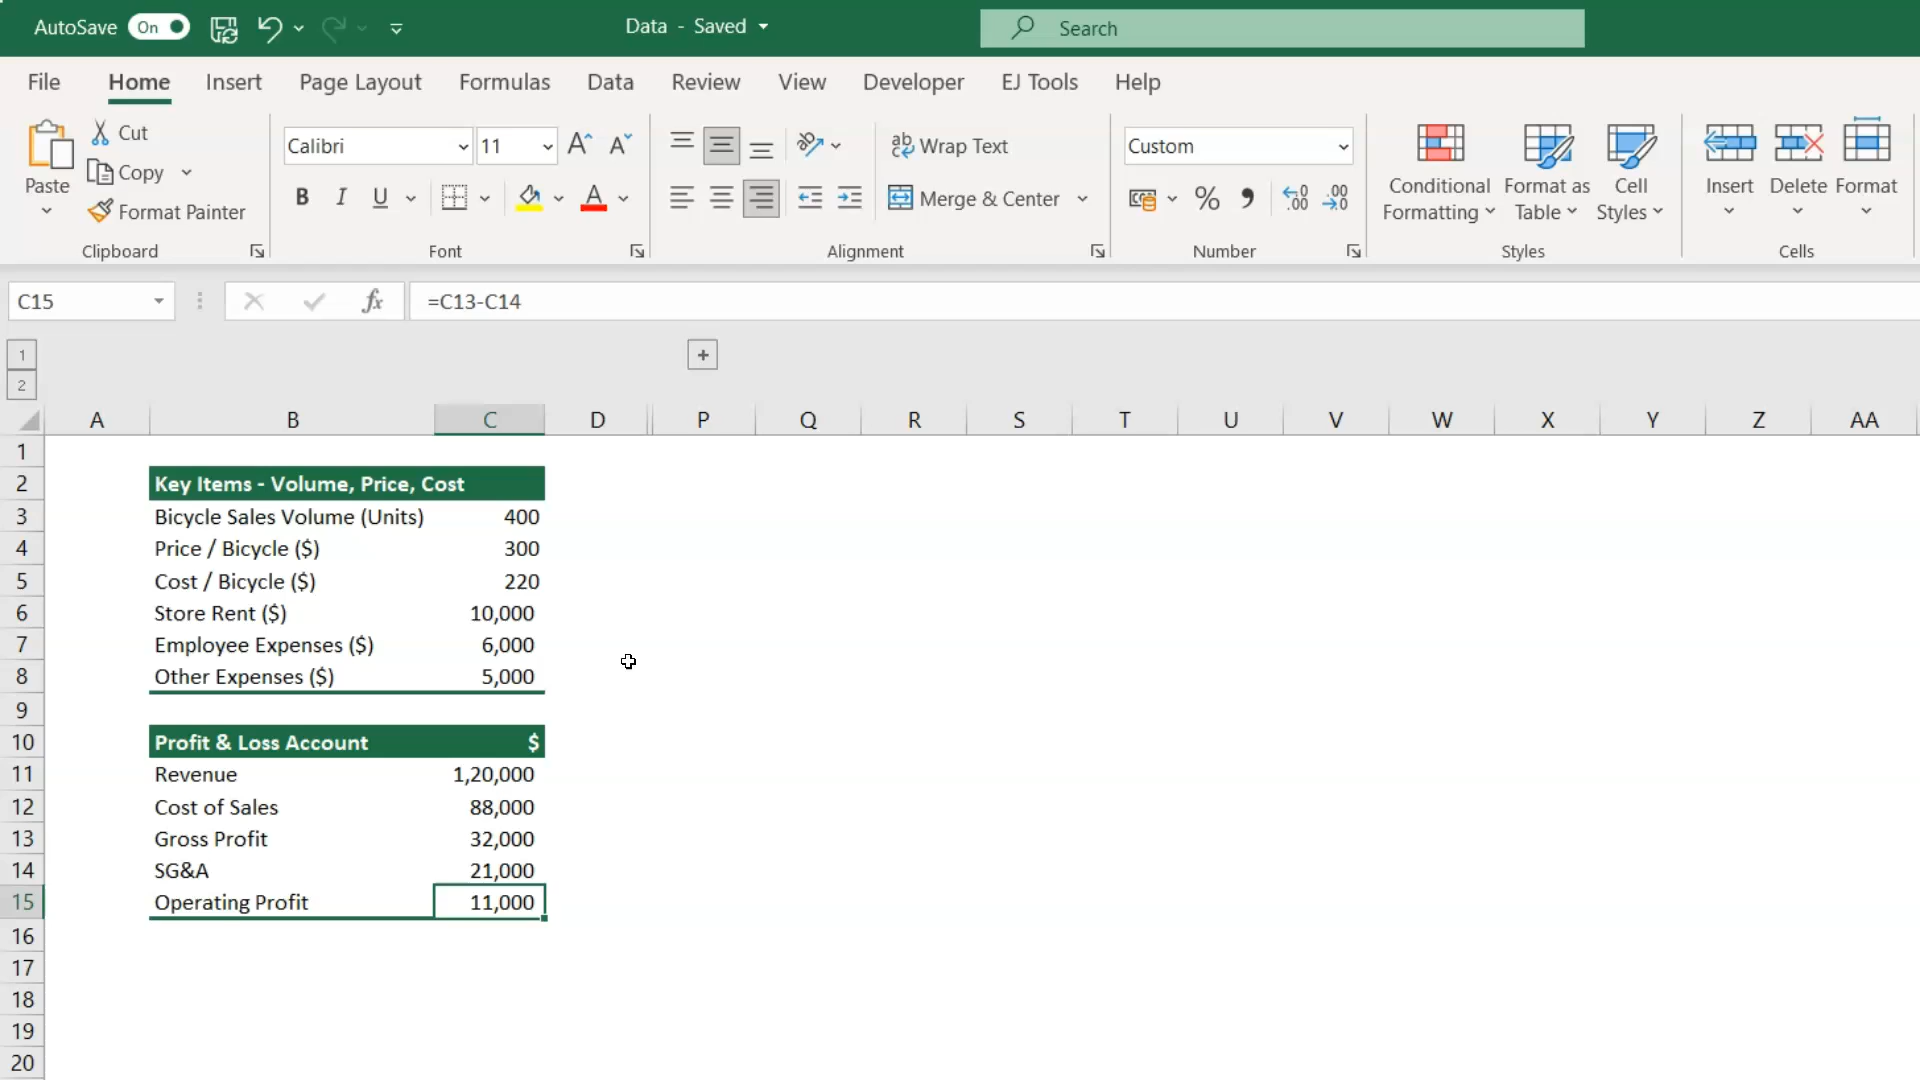 AutoSave On Data - Saved Search
File Home Insert Page Layout Formulas Data Review View Developer EJ Tools Help
Paste
Cut
Copy
Format Painter
Clipboard
Calibri 11
B I U A
Font
ab Wrap Text
Merge & Center
Alignment
Custom
% , .00 .00
Number
Conditional Formatting
Format as Table
Cell Styles
Styles
Insert Delete Format
Cells
C15 fx =C13-C14
1
2
A B C D P Q R S T U V W X Y Z AA
1
2 Key Items - Volume, Price, Cost
3 Bicycle Sales Volume (Units) 400
4 Price / Bicycle ($) 300
5 Cost / Bicycle ($) 220
6 Store Rent ($) 10,000
7 Employee Expenses ($) 6,000
8 Other Expenses ($) 5,000
9
10 Profit & Loss Account $
11 Revenue 1,20,000
12 Cost of Sales 88,000
13 Gross Profit 32,000
14 SG&A 21,000
15 Operating Profit 11,000
16
17
18
19
20